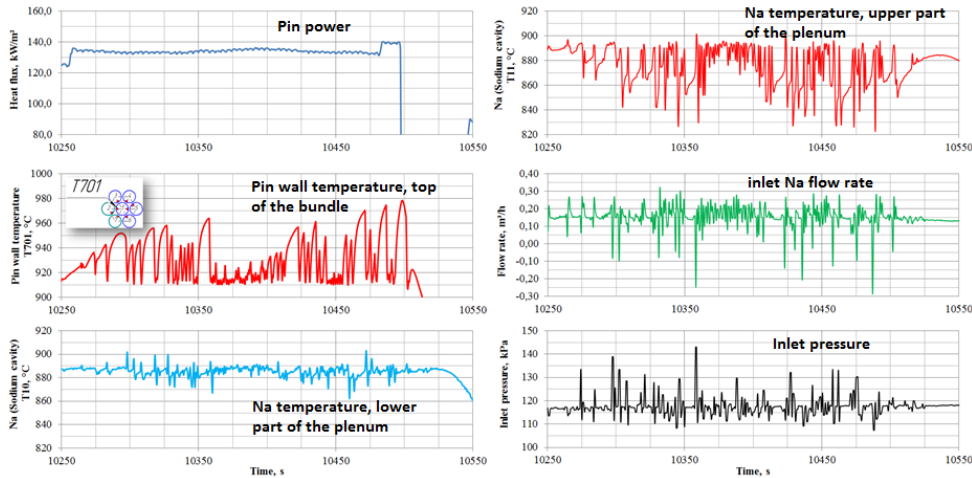 Pin power
Heat flux, kW/m²
160,0
140,0
120,0
100,0
80,0
10250
10350
10450
10550
Na temperature, upper part
of the plenum
Na (Sodium cavity)
T11, °C
920
900
880
860
840
820
10250
10350
10450
10550
T701
Pin wall temperature, top
of the bundle
Pin wall temperature
T701, °C
1000
980
960
940
920
900
10250
10350
10450
10550
inlet Na flow rate
Flow rate, m³/h
0,40
0,30
0,20
0,10
0,00
-0,10
-0,20
-0,30
10250
10350
10450
10550
Na temperature, lower
part of the plenum
Na (Sodium cavity)
T10, °C
920
900
880
860
840
820
10250
10350
10450
10550
Time, s
Inlet pressure
Inlet pressure, kPa
150
140
130
120
110
100
10250
10350
10450
10550
Time, s